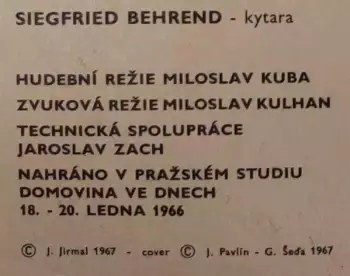 SIEGFRIED BEHREND - kytara
HUDEBNÍ REŽIE MILOSLAV KUBA
ZVUKOVÁ REŽIE MILOSLAV KULHAN
TECHNICKÁ SPOLUPRÁCE
JAROSLAV ZACH
NAHRÁNO V PRAŽSKÉM STUDIU
DOMOVINA VE DNECH
18. - 20. LEDNA 1966
© J. Jirmal 1967 - cover © J. Pavlín - G. Šeďa 1967